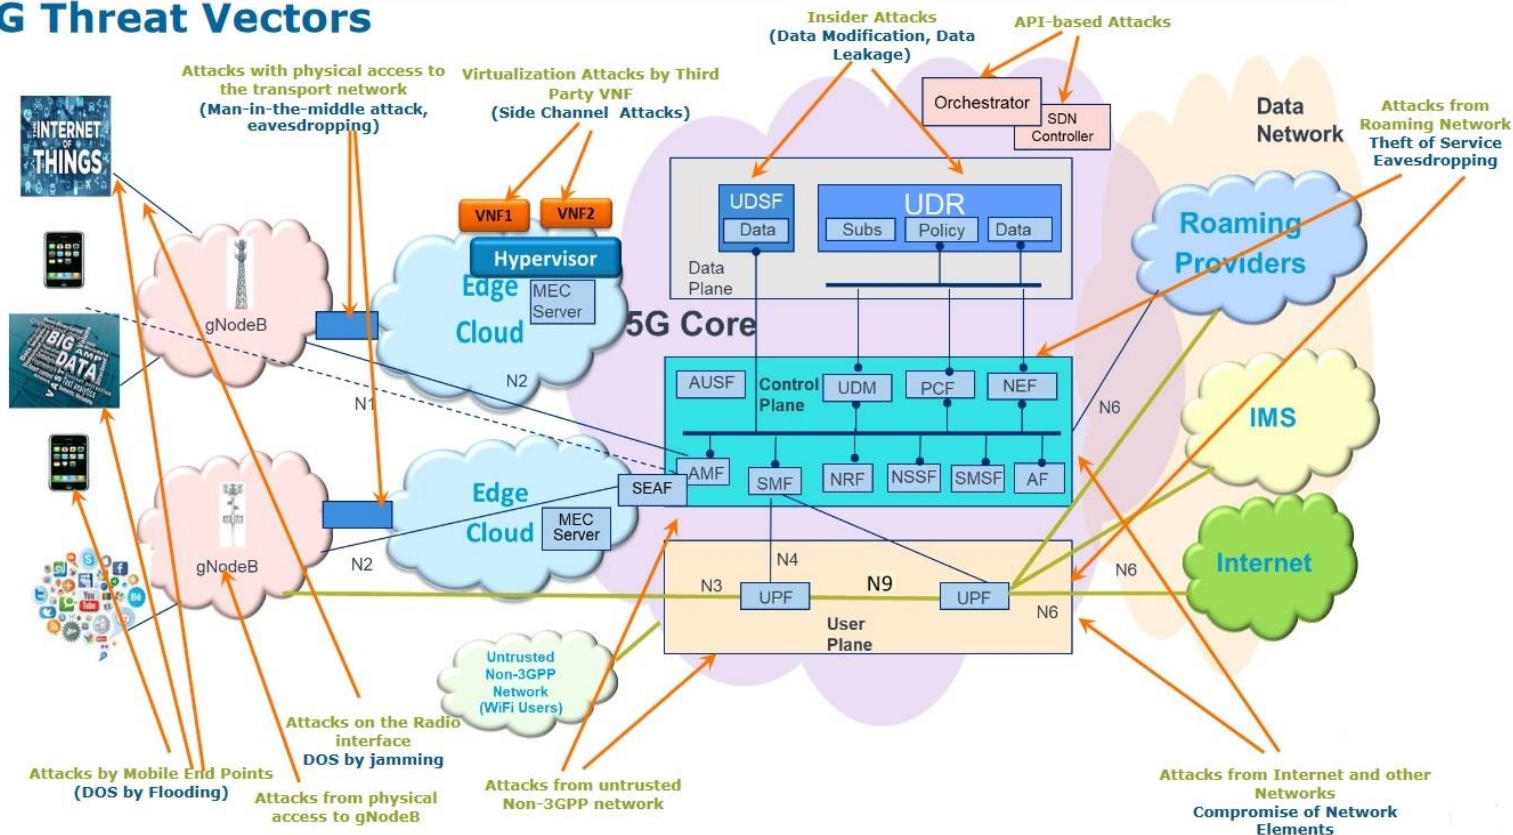 G Threat Vectors
Insider Attacks
(Data Modification, Data
Leakage)
API-based Attacks
Attacks with physical access to
the transport network
(Man-in-the-middle attack,
eavesdropping)
Virtualization Attacks by Third
Party VNF
(Side Channel Attacks)
Attacks from
Roaming Network
Theft of Service
Eavesdropping
Orchestrator
SDN
Controller
Data
Network
INTERNET
OF
THINGS
VNF1
VNF2
Hypervisor
Edge
Cloud
MEC
Server
gNodeB
UDSF
Data
UDR
Subs
Policy
Data
Data
Plane
Roaming
Providers
5G Core
BIG
DATA
AMP
N1
N2
AUSF
Control
Plane
UDM
PCF
NEF
N6
IMS
AMF
SMF
NRF
NSSF
SMSF
AF
SEAF
Edge
Cloud
MEC
Server
gNodeB
N2
Internet
N4
N3
UPF
N9
UPF
N6
N6
User
Plane
You
Tube
Untrusted
Non-3GPP
Network
(WiFi Users)
Attacks on the Radio
interface
DOS by jamming
Attacks by Mobile End Points
(DOS by Flooding)
Attacks from physical
access to gNodeB
Attacks from untrusted
Non-3GPP network
Attacks from Internet and other
Networks
Compromise of Network
Elements